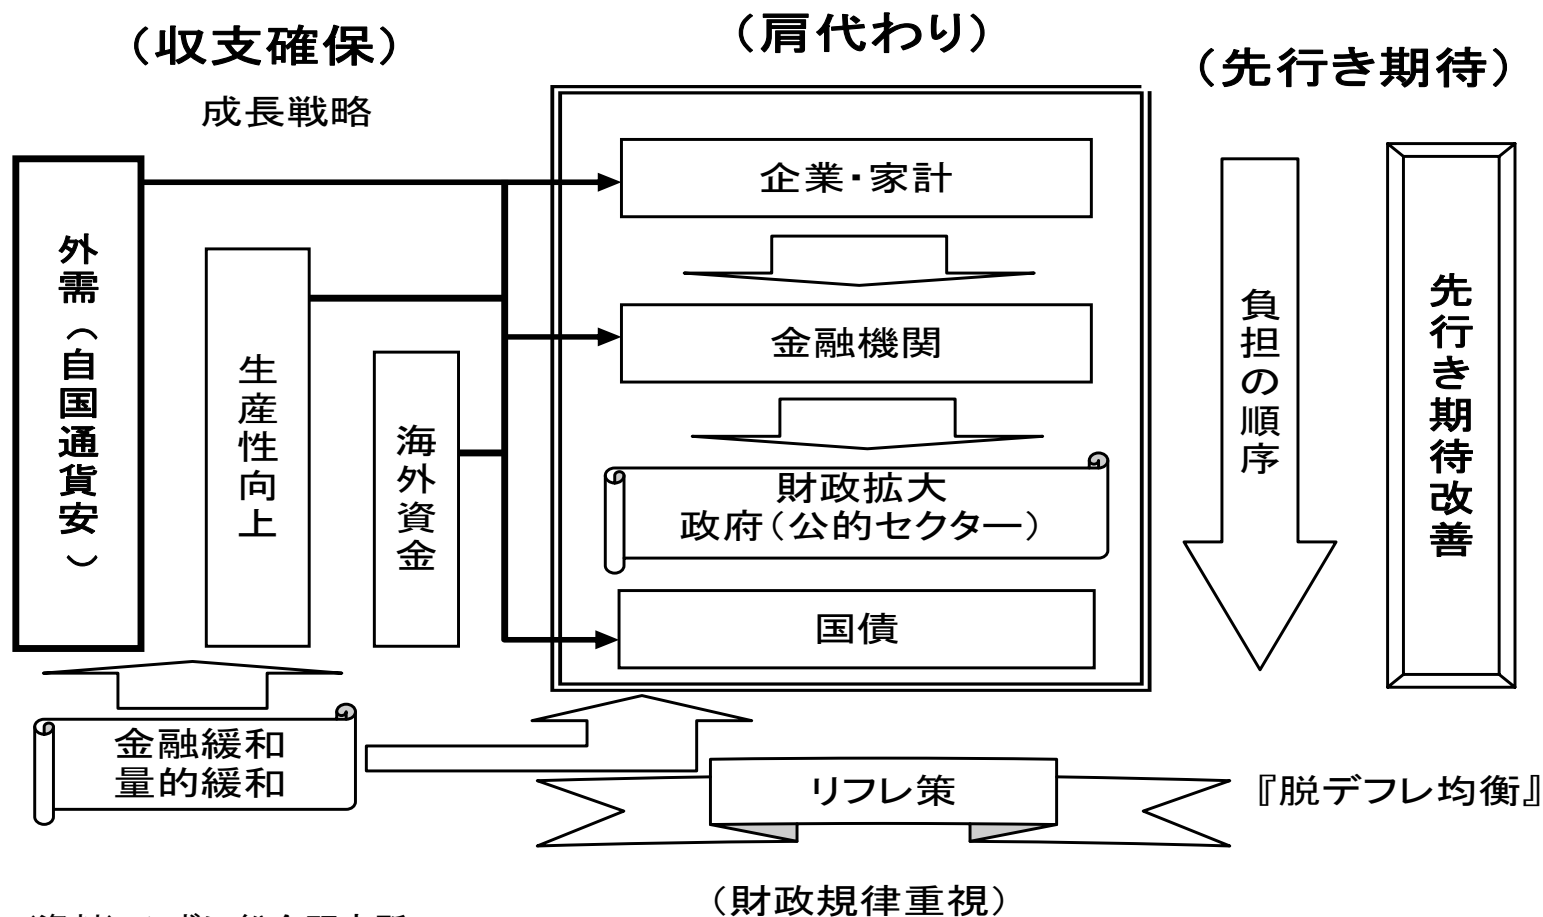 （収支確保）
（肩代わり）
（先行き期待）
成長戦略
外需（自国通貨安）
生産性向上
海外資金
企業・家計
金融機関
財政拡大
政府（公的セクター）
国債
負担の順序
先行き期待改善
金融緩和
量的緩和
リフレ策
『脱デフレ均衡』
（財政規律重視）